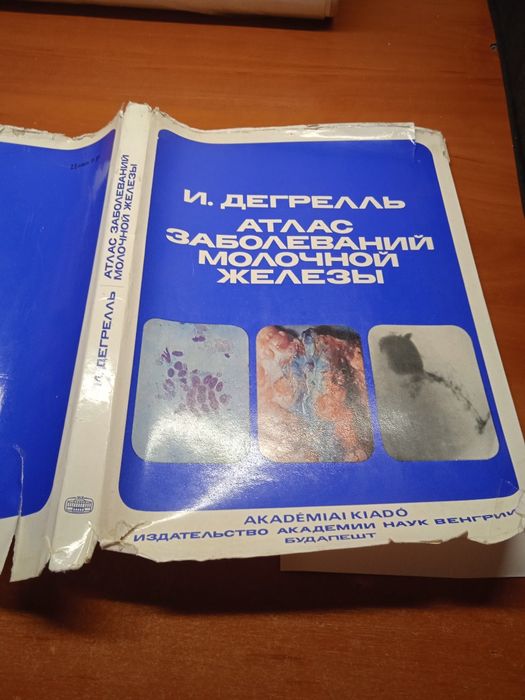 И. ДЕГРЕЛЛЬ
АТЛАС
ЗАБОЛЕВАНИЙ
МОЛОЧНОЙ
ЖЕЛЕЗЫ
AKADÉMIAI KIADÓ
ИЗДАТЕЛЬСТВО АКАДЕМИИ НАУК ВЕНГРИИ
БУДАПЕШТ
И. ДЕГРЕЛЛЬ
АТЛАС ЗАБОЛЕВАНИЙ
МОЛОЧНОЙ ЖЕЛЕЗЫ